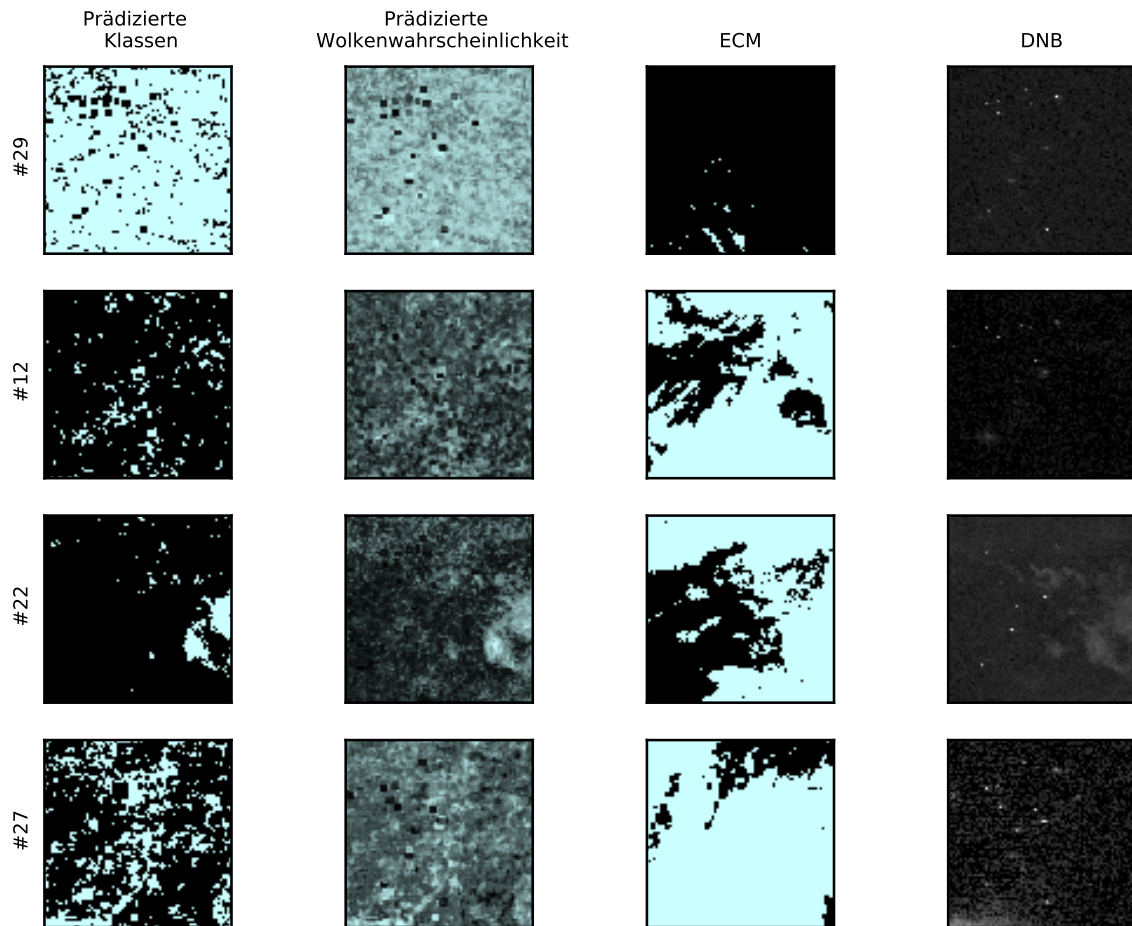 Prädizierte
Klassen
Prädizierte
Wolkenwahrscheinlichkeit
ECM
DNB
#29
#12
#22
#27